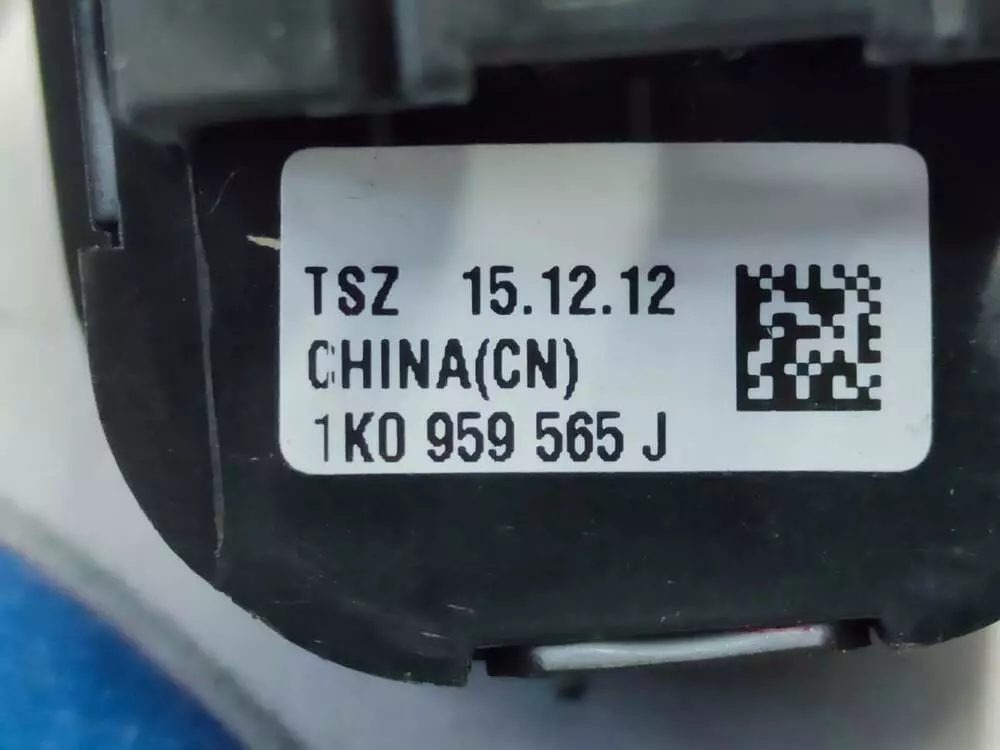 TSZ 15.12.12
CHINA(CN)
1K0 959 565 J